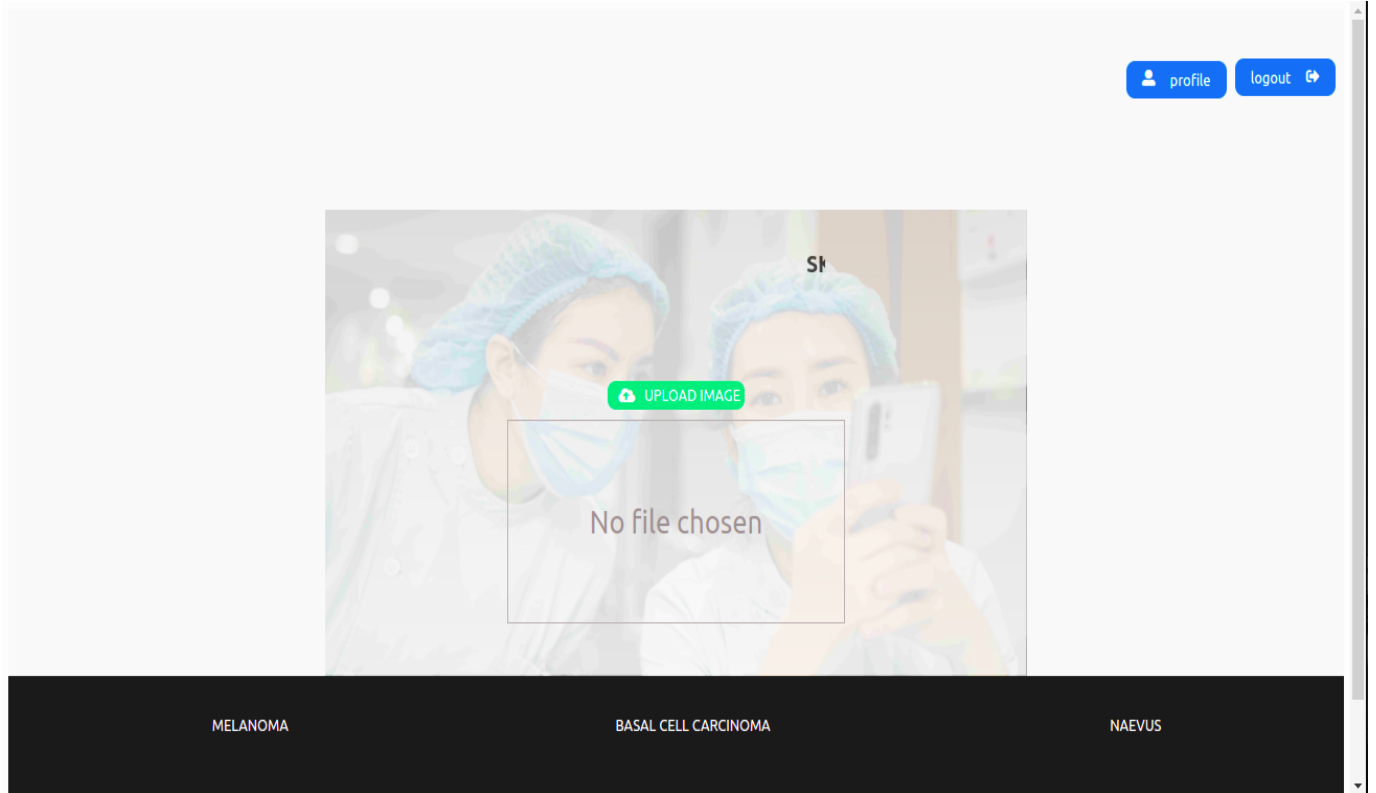 profile
logout
UPLOAD IMAGE
No file chosen
MELANOMA
BASAL CELL CARCINOMA
NAEVUS